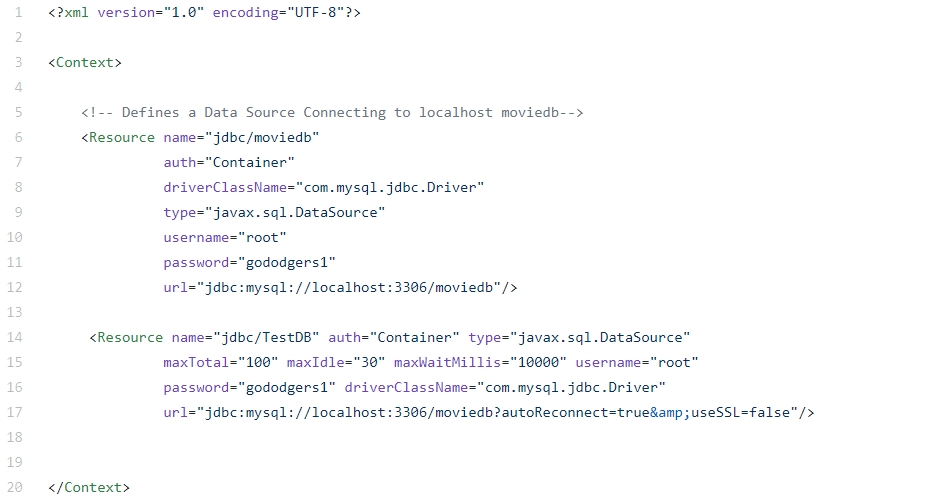 1 <?xml version="1.0" encoding="UTF-8"?>
2
3 <Context>
4
5 <!-- Defines a Data Source Connecting to localhost moviedb-->
6 <Resource name="jdbc/moviedb"
7 auth="Container"
8 driverClassName="com.mysql.jdbc.Driver"
9 type="javax.sql.DataSource"
10 username="root"
11 password="gododgers1"
12 url="jdbc:mysql://localhost:3306/moviedb"/>
13
14 <Resource name="jdbc/TestDB" auth="Container" type="javax.sql.DataSource"
15 maxTotal="100" maxIdle="30" maxWaitMillis="10000" username="root"
16 password="gododgers1" driverClassName="com.mysql.jdbc.Driver"
17 url="jdbc:mysql://localhost:3306/moviedb?autoReconnect=true&amp;useSSL=false"/>
18
19
20 </Context>